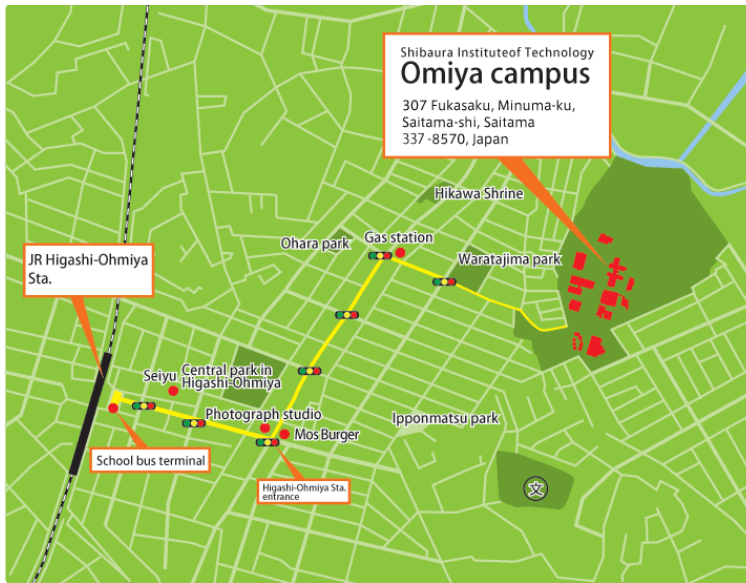 Shibaura Instituteof Technology
Omiya campus
307 Fukasaku, Minuma-ku,
Saitama-shi, Saitama
337-8570, Japan
Hikawa Shrine
Ohara park
Gas station
Waratajima park
JR Higashi-Ohmiya
Sta.
Seiyu
Central park in
Higashi-Ohmiya
Photograph studio
MosBurger
Ipponmatsu park
School bus terminal
Higashi-Ohmiya Sta.
entrance
文